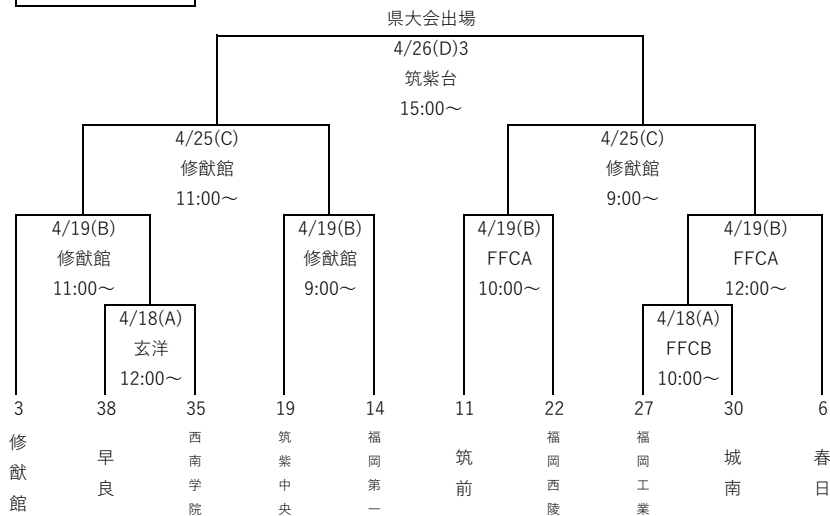 県大会出場
4/26(D)3
筑紫台
15:00～
4/25(C)
修猷館
11:00～
4/25(C)
修猷館
9:00～
4/19(B)
修猷館
11:00～
4/19(B)
修猷館
9:00～
4/19(B)
FFCA
10:00～
4/19(B)
FFCA
12:00～
4/18(A)
玄洋
12:00～
4/18(A)
FFCB
10:00～
3 38 35 19 14 11 22 27 30 6
修猷館
早良
西南学院
筑紫中央
福岡第一
筑前
福岡西陵
福岡工業
城南
春日